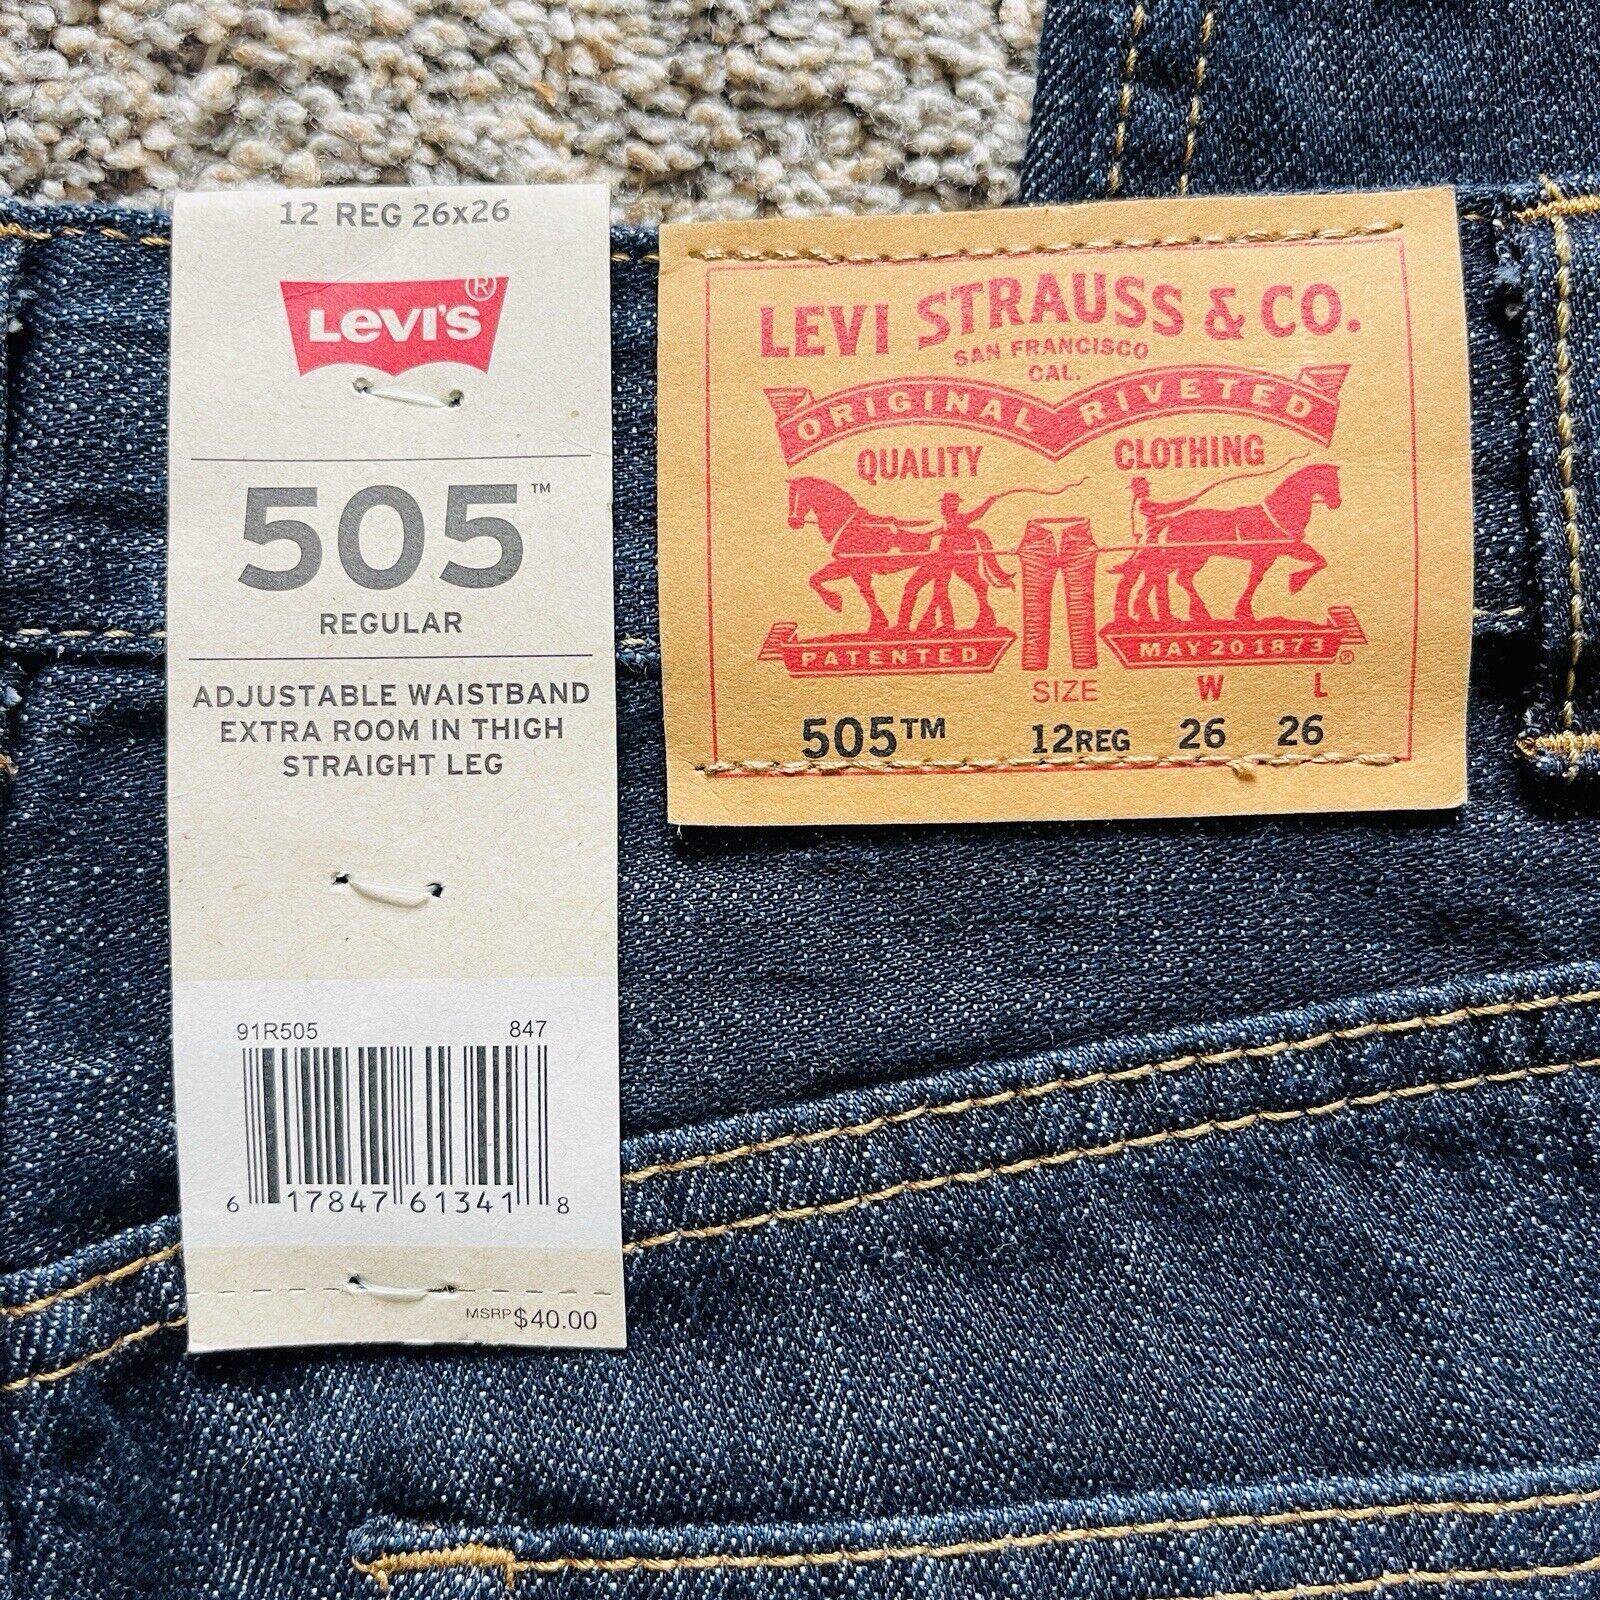 12 REG 26x26
LEVI'S®
505™
REGULAR
ADJUSTABLE WAISTBAND
EXTRA ROOM IN THIGH
STRAIGHT LEG
91R505 847
6 17847 61341 8
MSRP $40.00
LEVI STRAUSS & CO.
SAN FRANCISCO
CAL.
ORIGINAL RIVETED
QUALITY CLOTHING
PATENTED MAY 20 1873 ®
SIZE W L
505™ 12REG 26 26